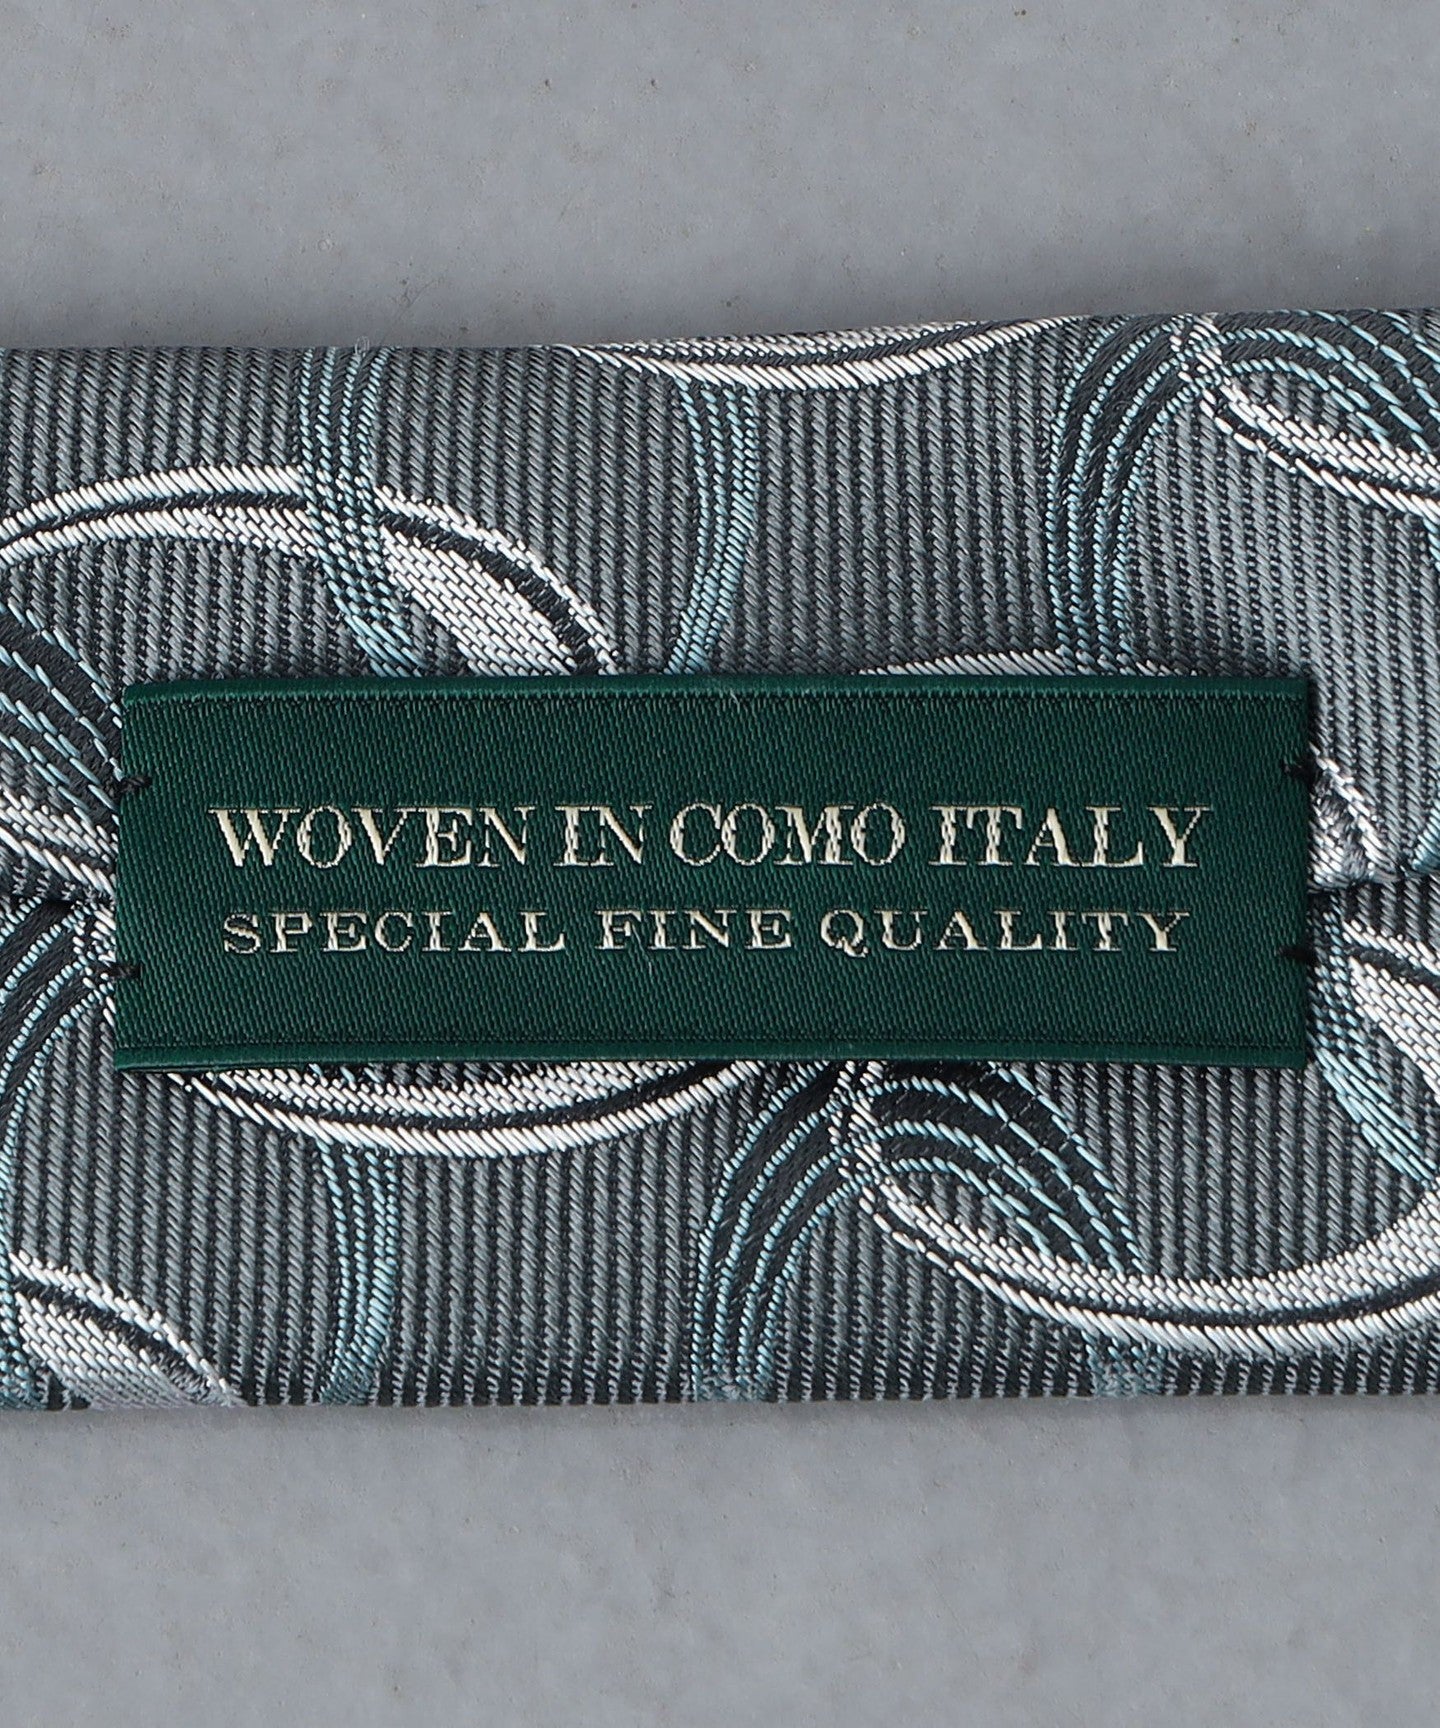 WOVEN IN COMO ITALY
SPECIAL FINE QUALITY